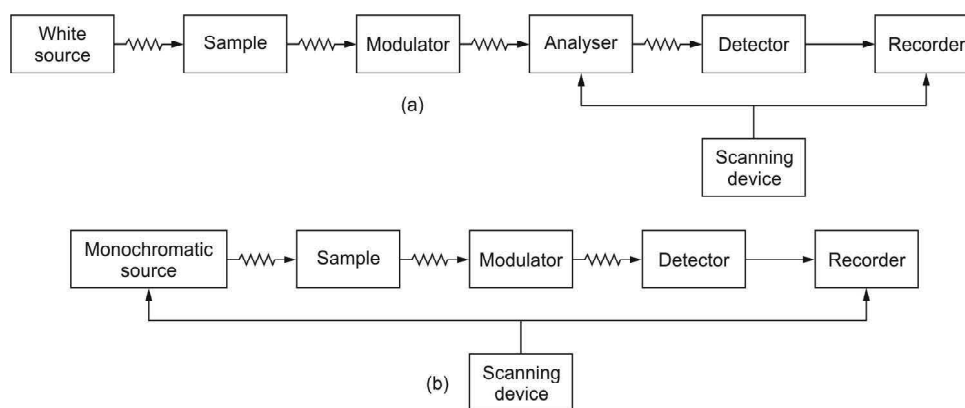 White
source
Sample
Modulator
Analyser
Detector
Recorder
(a)
Scanning
device
Monochromatic
source
Sample
Modulator
Detector
Recorder
(b)
Scanning
device